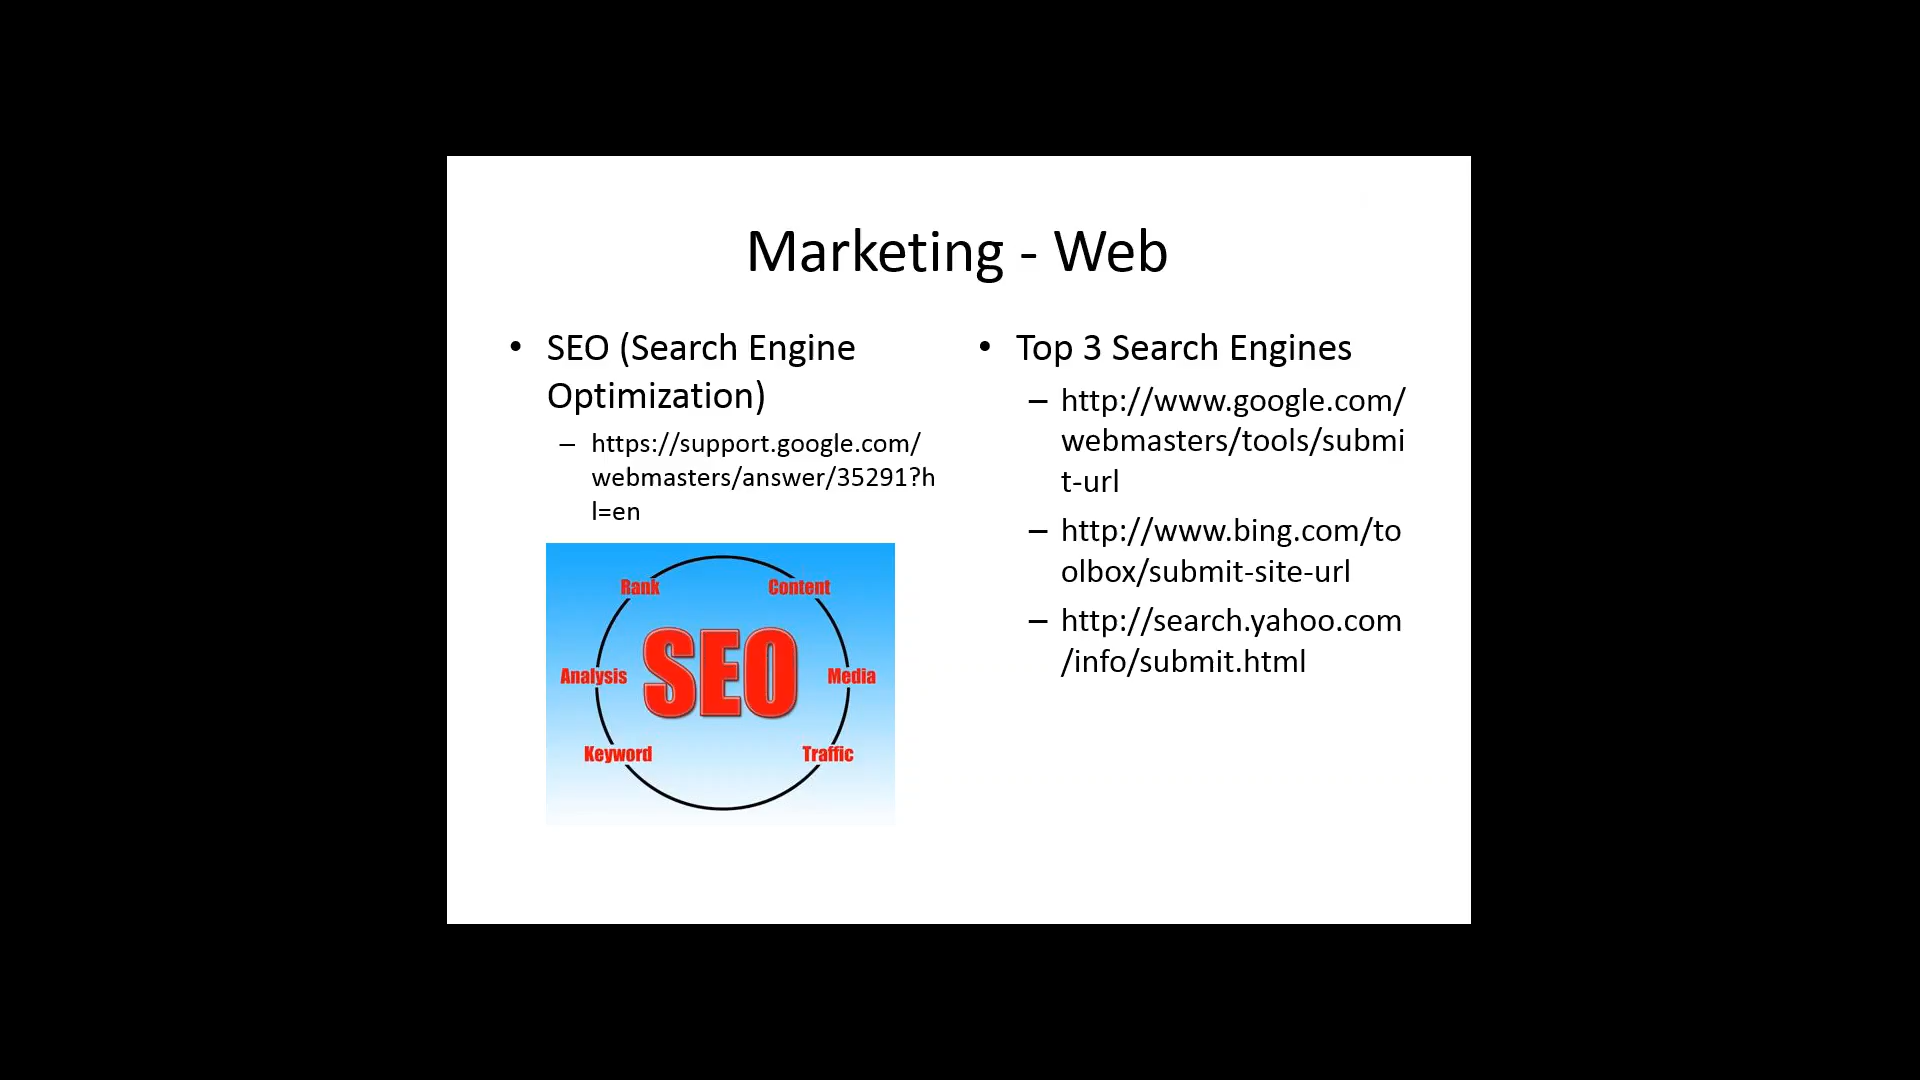 Marketing - Web
• SEO (Search Engine
Optimization)
– https://support.google.com/
webmasters/answer/35291?h
l=en
Rank
Content
SEO
Analysis
Media
Keyword
Traffic
• Top 3 Search Engines
– http://www.google.com/
webmasters/tools/submi
t-url
– http://www.bing.com/to
olbox/submit-site-url
– http://search.yahoo.com
/info/submit.html